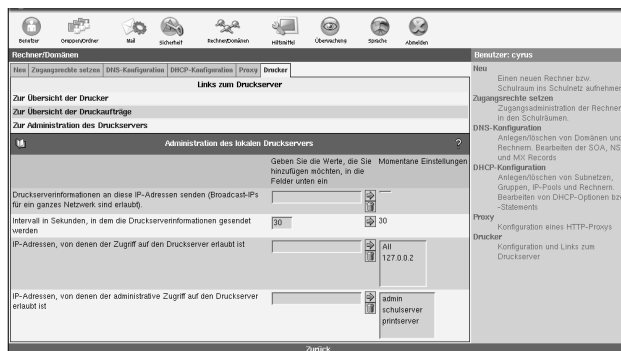 Benutzer Gruppen/Ordner Mail Sicherheit Rechner/Domänen Hilfsmittel Überwachung Sprache Abmelden
Rechner/Domänen
Neu Zugangsrechte setzen DNS-Konfiguration DHCP-Konfiguration Proxy Drucker
Links zum Druckserver
Zur Übersicht der Drucker
Zur Übersicht der Druckaufträge
Zur Administration des Druckservers
Administration des lokalen Druckservers ?
Geben Sie die Werte, die Sie Momentane Einstellungen
hinzufügen möchten, in die
Felder unten ein
Druckserverinformationen an diese IP-Adressen senden (Broadcast-IPs
für ein ganzes Netzwerk sind erlaubt).
Intervall in Sekunden, in dem die Druckserverinformationen gesendet 30 30
werden
IP-Adressen, von denen der Zugriff auf den Druckserver erlaubt ist All
127.0.0.2
IP-Adressen, von denen der administrative Zugriff auf den Druckserver admin
erlaubt ist schulserver
printserver
Zurück
Benutzer: cyrus
Neu
Einen neuen Rechner bzw.
Schulraum ins Schulnetz aufnehmen
Zugangsrechte setzen
Zugangsadministration der Rechner
in den Schulräumen.
DNS-Konfiguration
Anlegen/löschen von Domänen und
Rechnern. Bearbeiten der SOA, NS
und MX Records
DHCP-Konfiguration
Anlegen/löschen von Subnetzen,
Gruppen, IP-Pools und Rechnern.
Bearbeiten von DHCP-Optionen bzw
-Statements
Proxy
Konfiguration eines HTTP-Proxys
Drucker
Konfiguration und Links zum
Druckserver